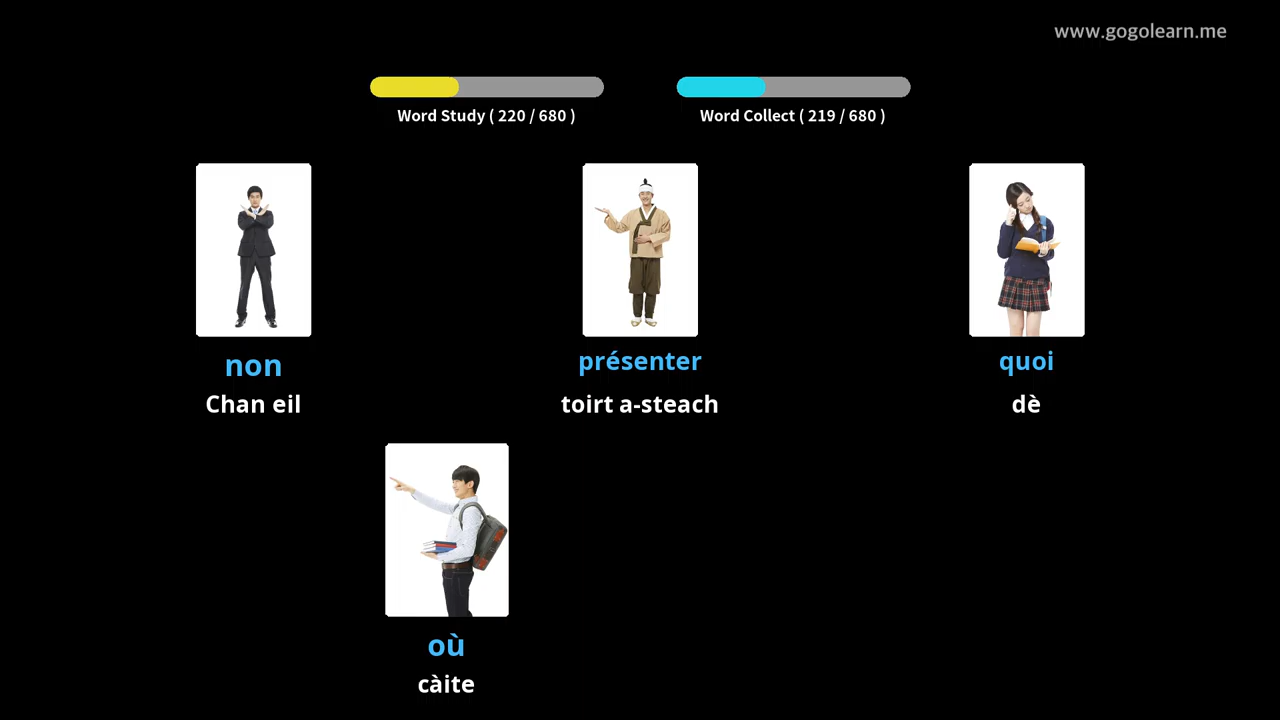 www.gogolearn.me
Word Study ( 220 / 680 )
Word Collect ( 219 / 680 )
non
présenter
quoi
Chan eil
toirt a-steach
dè
où
càite